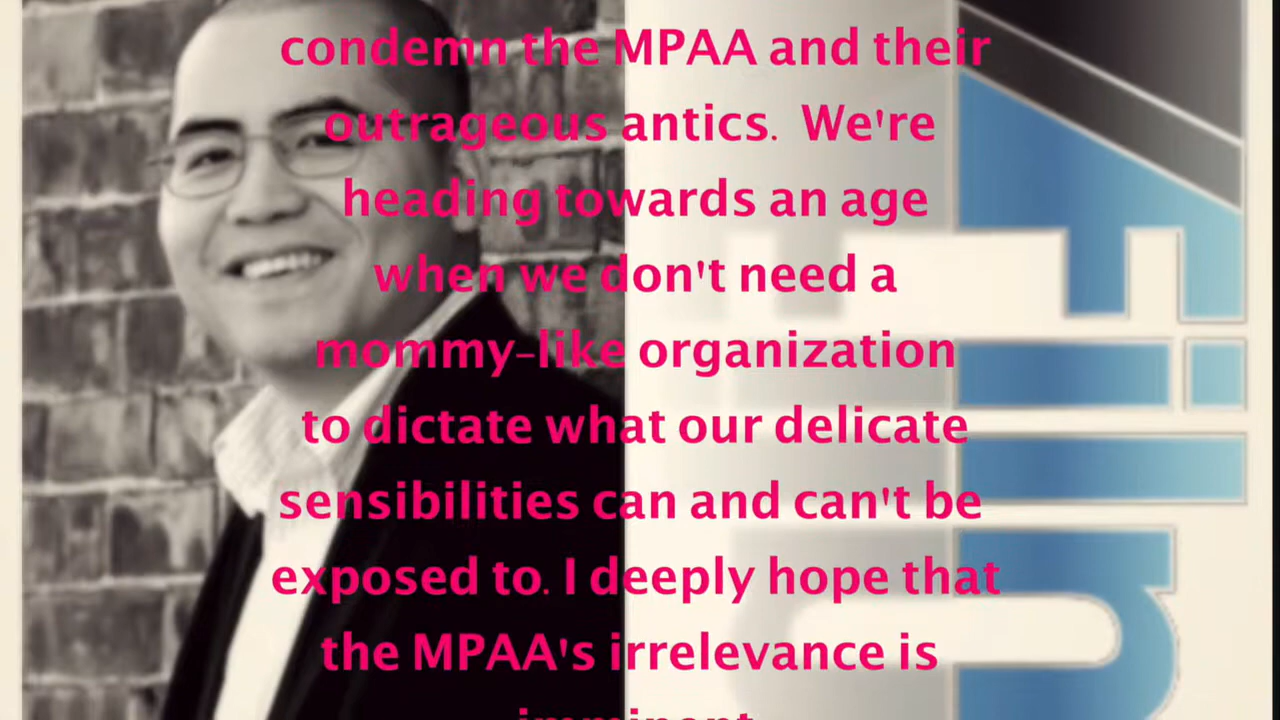 condemn the MPAA and their
outrageous antics.  We're
heading towards an age
when we don't need a
mommy-like organization
to dictate what our delicate
sensibilities can and can't be
exposed to. I deeply hope that
the MPAA's irrelevance is
imminent